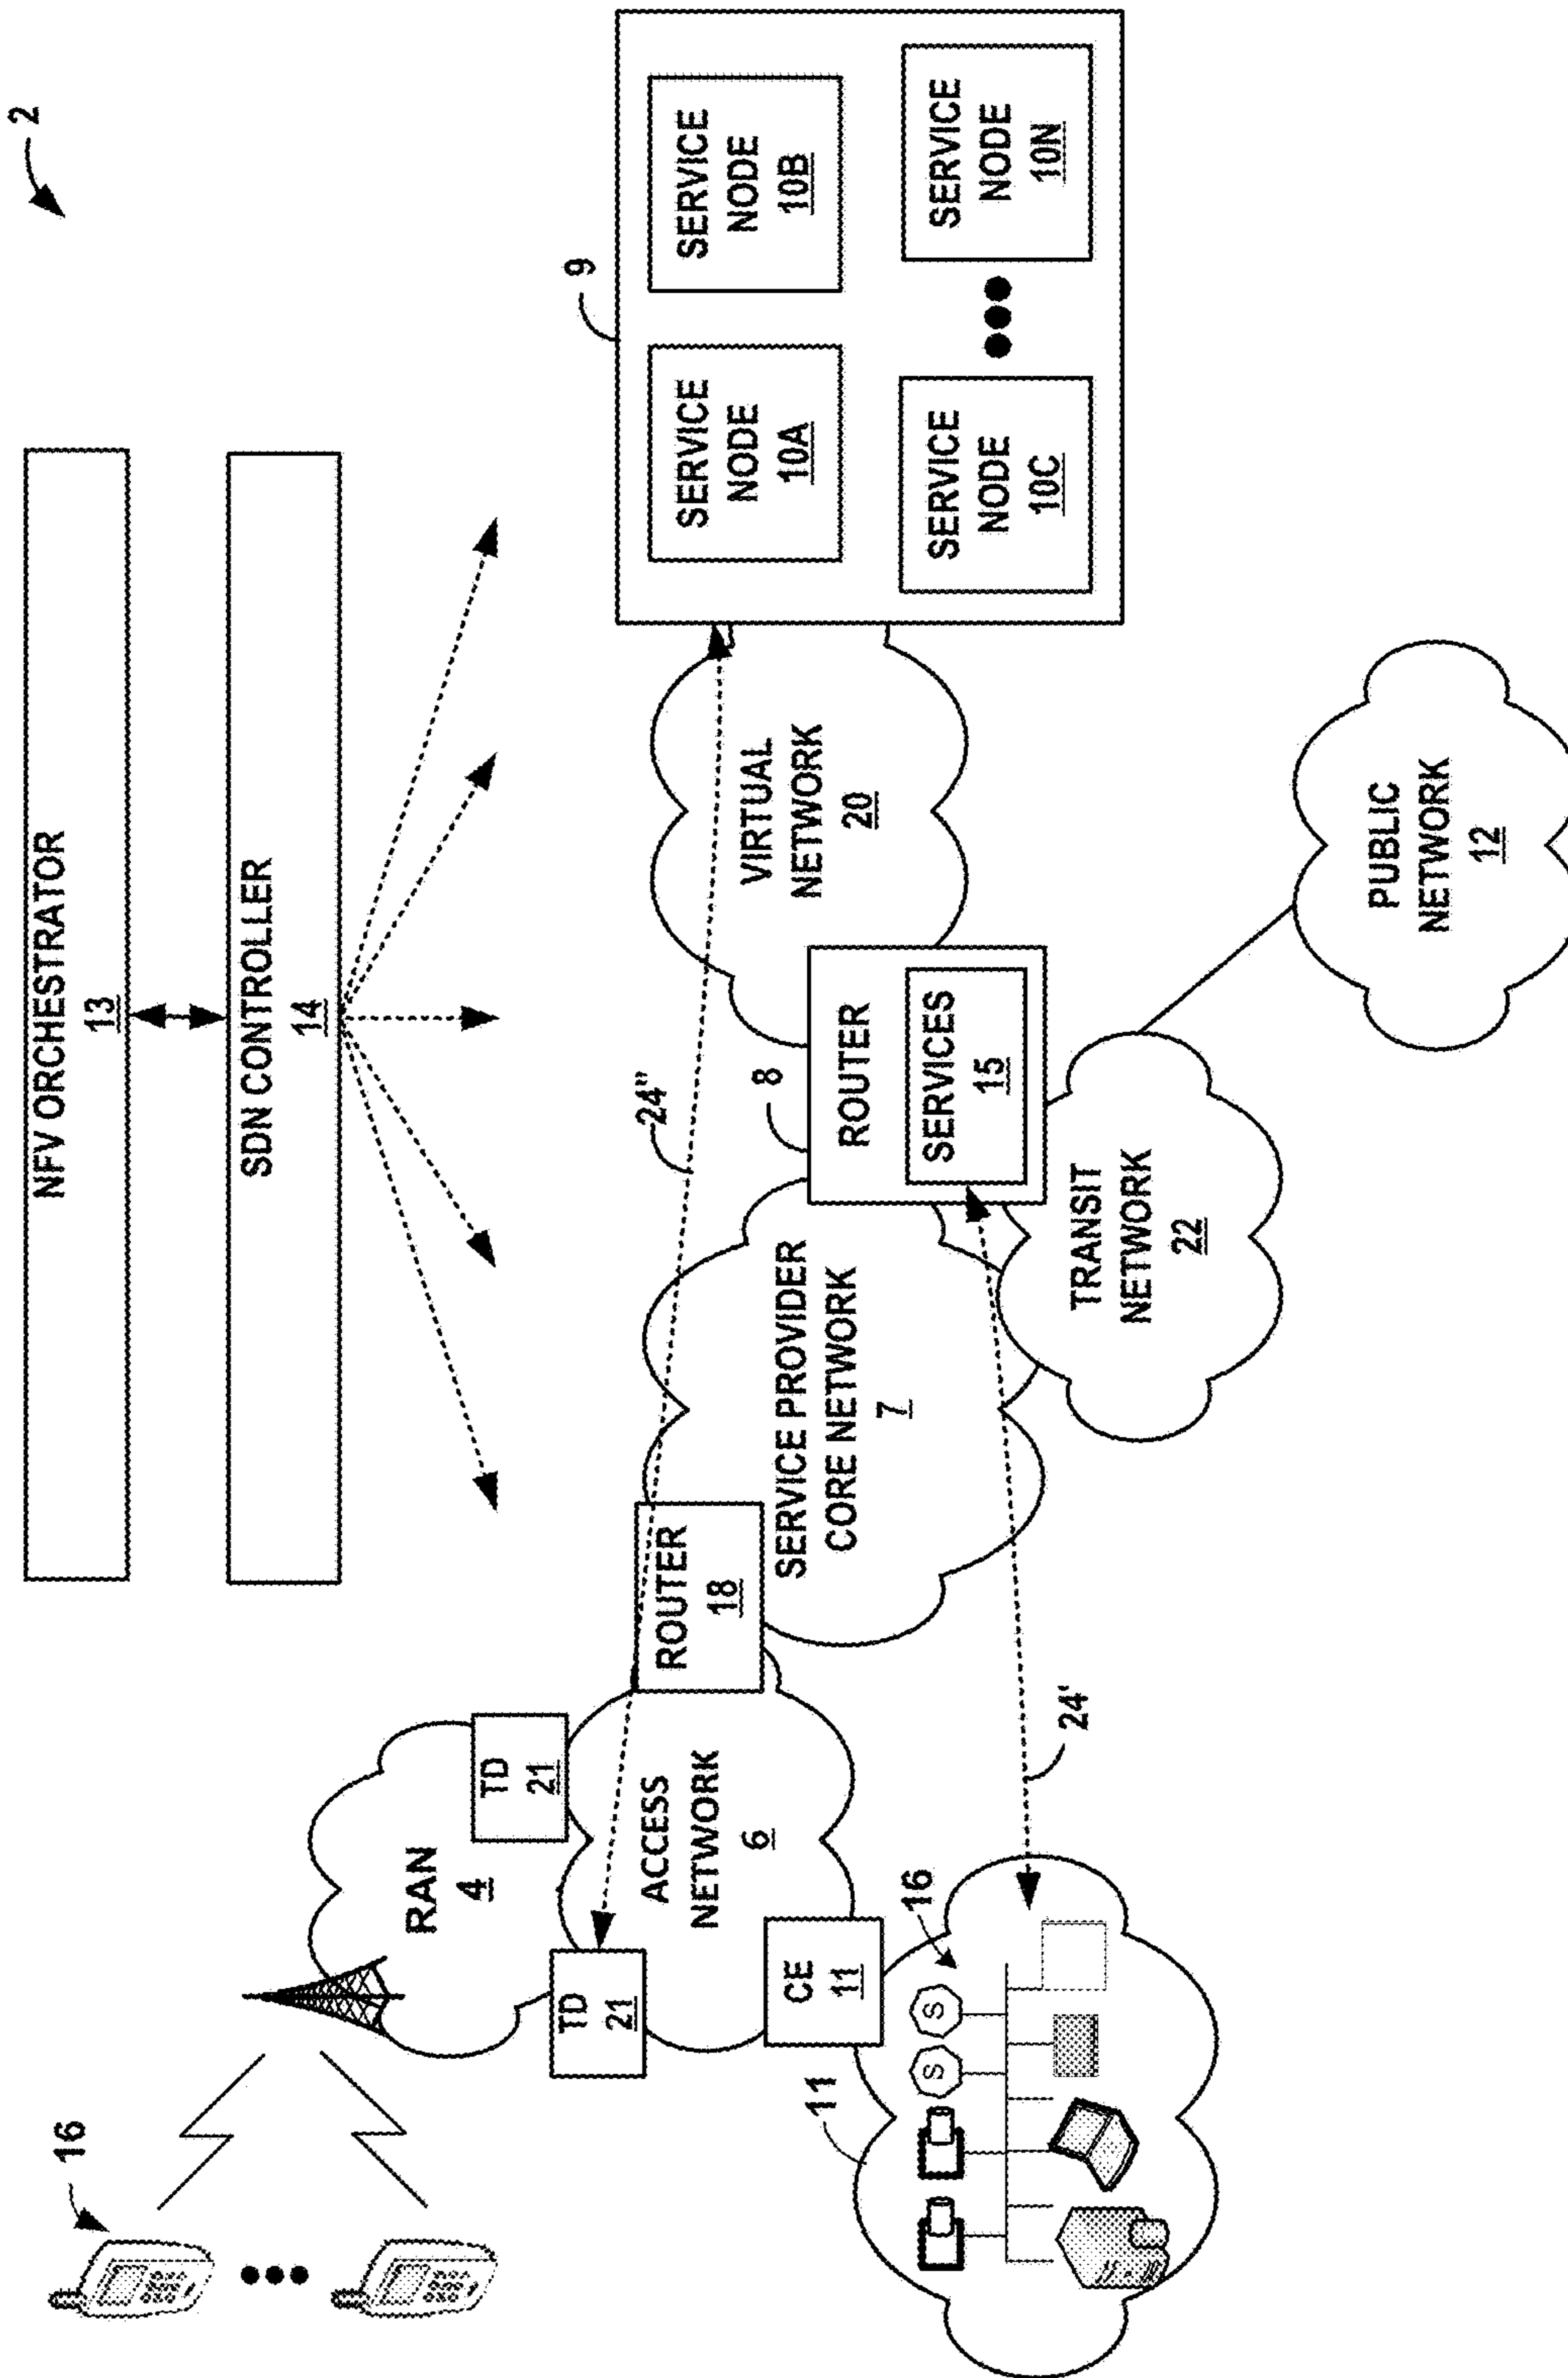 2
NFV ORCHESTRATOR
13
SDN CONTROLLER
14
16
RAN
4
TD
21
TD
21
ACCESS
NETWORK
6
ROUTER
18
CE
11
11
16
S
S
24'
24"
SERVICE PROVIDER
CORE NETWORK
7
8
ROUTER
SERVICES
15
VIRTUAL
NETWORK
20
TRANSIT
NETWORK
22
PUBLIC
NETWORK
12
9
SERVICE
NODE
10A
SERVICE
NODE
10B
SERVICE
NODE
10C
SERVICE
NODE
10N